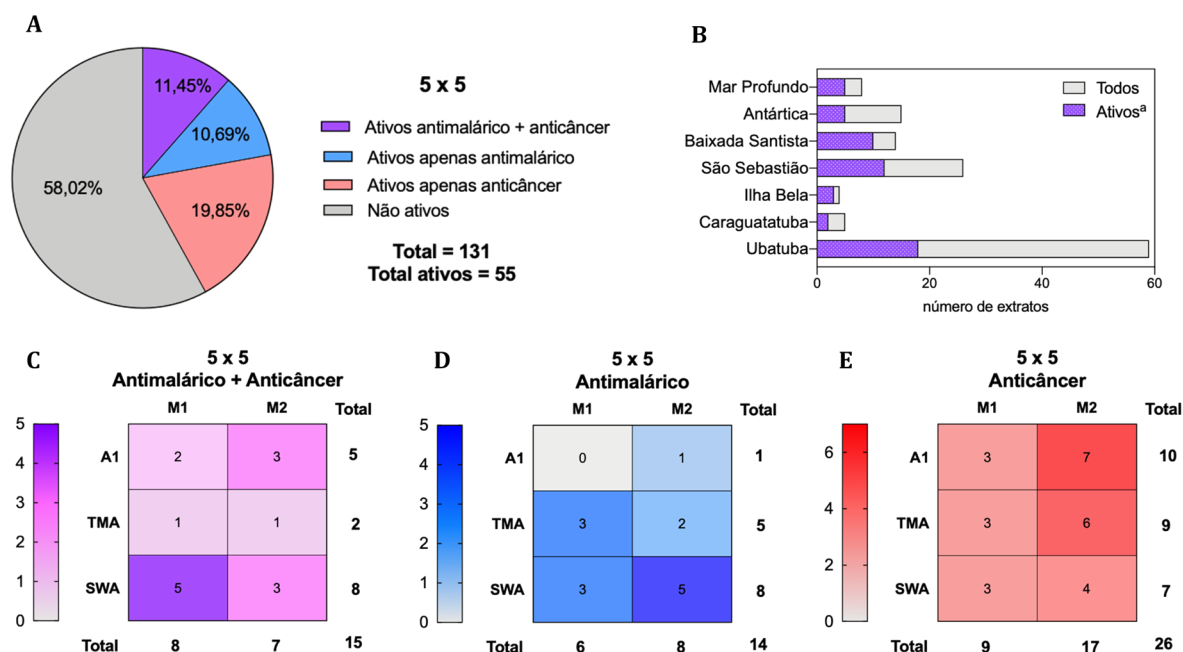 A
11,45%
10,69%
19,85%
58,02%
5 x 5
Ativos antimalárico + anticâncer
Ativos apenas antimalárico
Ativos apenas anticâncer
Não ativos
Total = 131
Total ativos = 55
B
Mar Profundo
Antártica
Baixada Santista
São Sebastião
Ilha Bela
Caraguatatuba
Ubatuba
Todos
Ativosª
0 20 40 60
número de extratos
C
5 x 5
Antimalárico + Anticâncer
M1 M2 Total
5
4
3
2
1
0
A1 2 3 5
TMA 1 1 2
SWA 5 3 8
Total 8 7 15
D
5 x 5
Antimalárico
M1 M2 Total
5
4
3
2
1
0
A1 0 1 1
TMA 3 2 5
SWA 3 5 8
Total 6 8 14
E
5 x 5
Anticâncer
M1 M2 Total
6
4
2
0
A1 3 7 10
TMA 3 6 9
SWA 3 4 7
Total 9 17 26